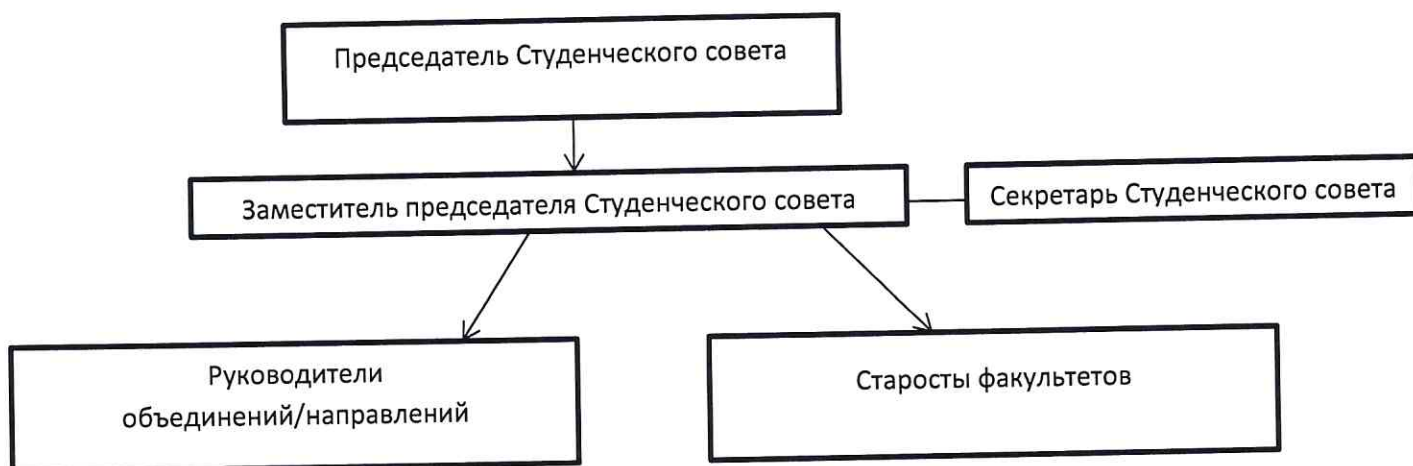 Председатель Студенческого совета
Заместитель председателя Студенческого совета
Секретарь Студенческого совета
Руководители
объединений/направлений
Старосты факультетов